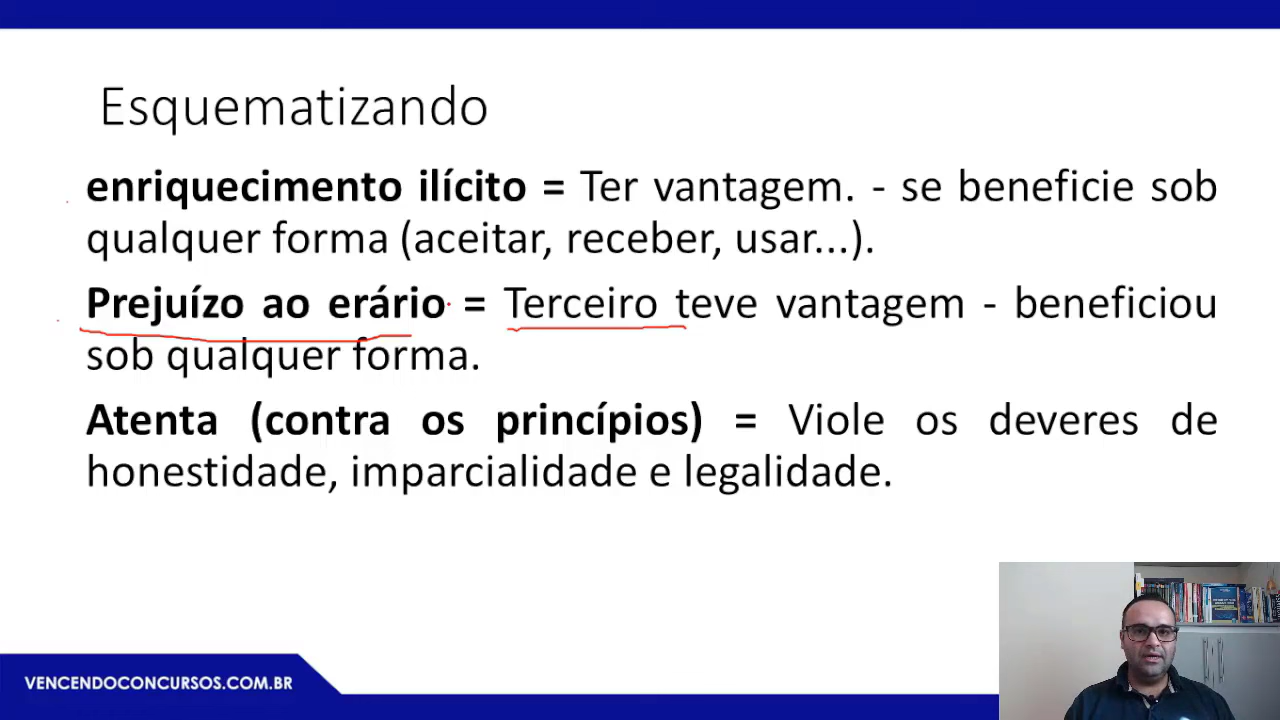 Esquematizando
enriquecimento ilícito = Ter vantagem. - se beneficie sob
qualquer forma (aceitar, receber, usar...).
Prejuízo ao erário = Terceiro teve vantagem - beneficiou
sob qualquer forma.
Atenta (contra os princípios) = Viole os deveres de
honestidade, imparcialidade e legalidade.
VENCENDOCONCURSOS.COM.BR